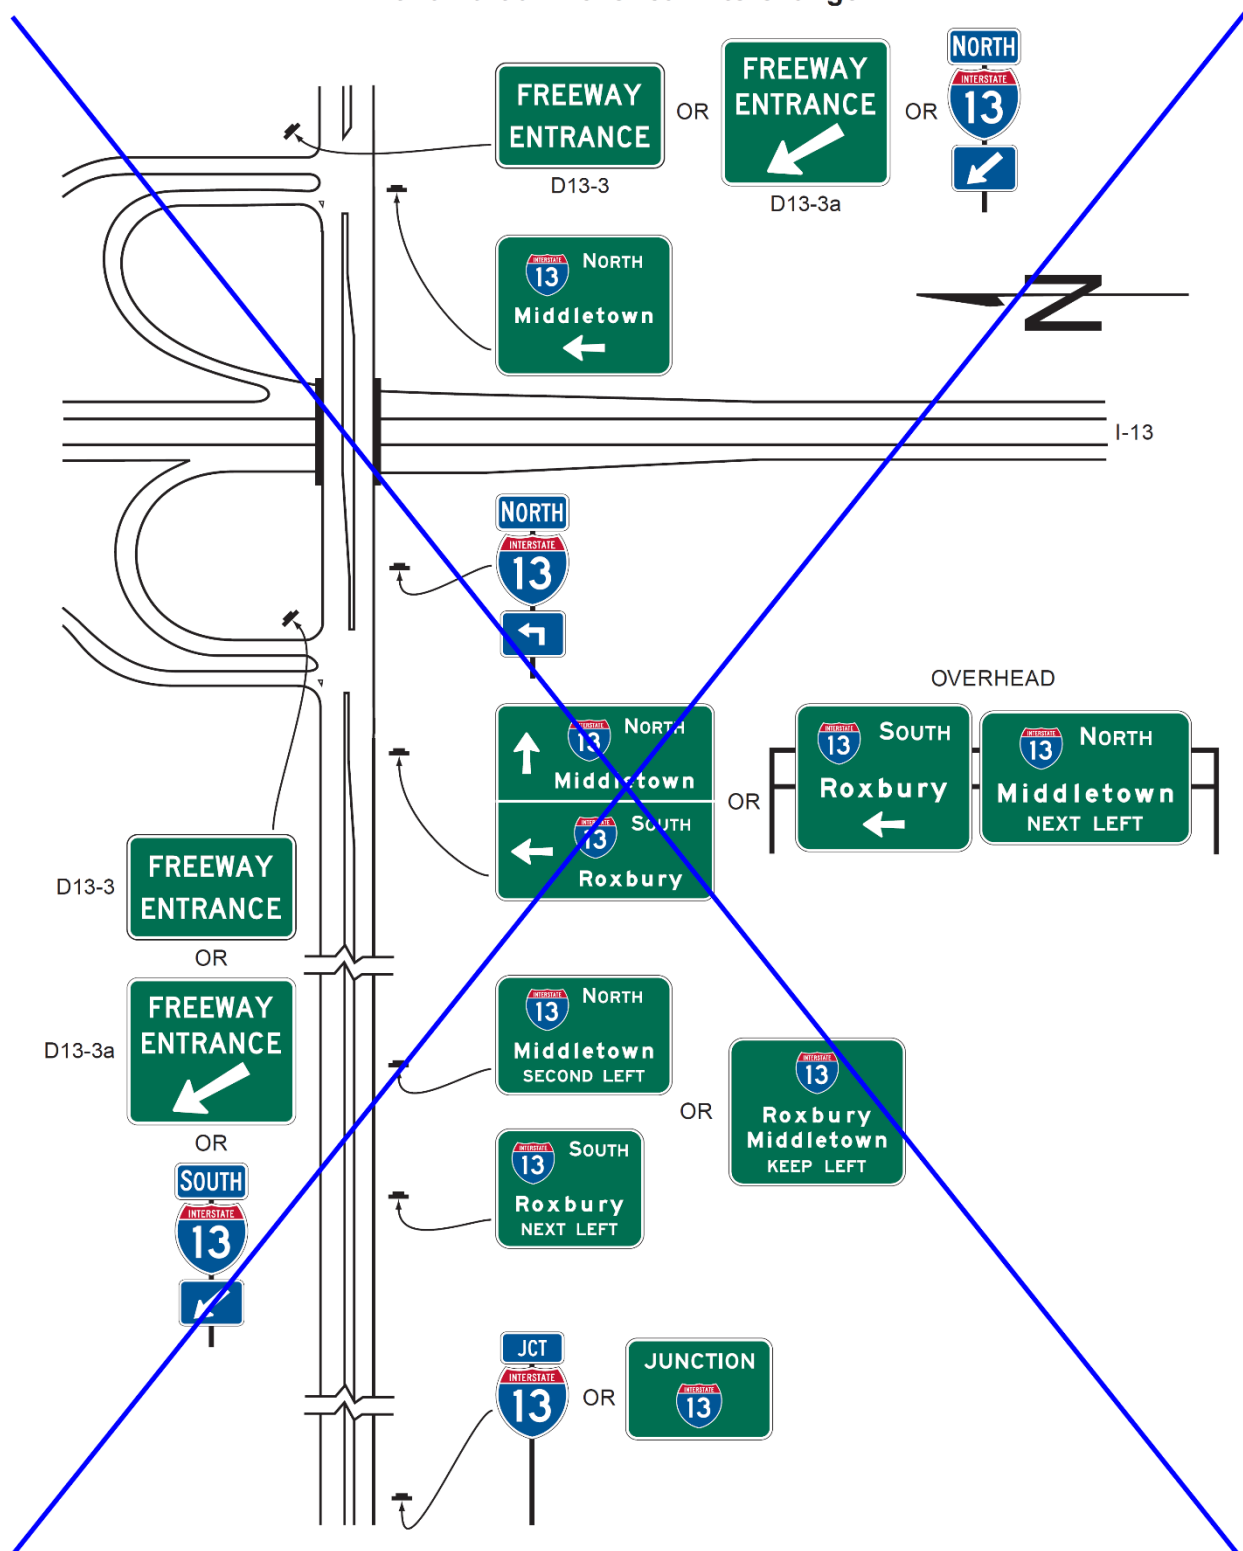 FREEWAY
ENTRANCE
D13-3
OR
FREEWAY
ENTRANCE
D13-3a
OR
NORTH
INTERSTATE
13
INTERSTATE
13
NORTH
Middletown
N
I-13
NORTH
INTERSTATE
13
INTERSTATE
13
NORTH
Middletown
INTERSTATE
13
SOUTH
Roxbury
OR
OVERHEAD
INTERSTATE
13
SOUTH
Roxbury
INTERSTATE
13
NORTH
Middletown
NEXT LEFT
D13-3
FREEWAY
ENTRANCE
OR
D13-3a
FREEWAY
ENTRANCE
OR
SOUTH
INTERSTATE
13
INTERSTATE
13
NORTH
Middletown
SECOND LEFT
INTERSTATE
13
SOUTH
Roxbury
NEXT LEFT
OR
INTERSTATE
13
Roxbury
Middletown
KEEP LEFT
JCT
INTERSTATE
13
OR
JUNCTION
INTERSTATE
13